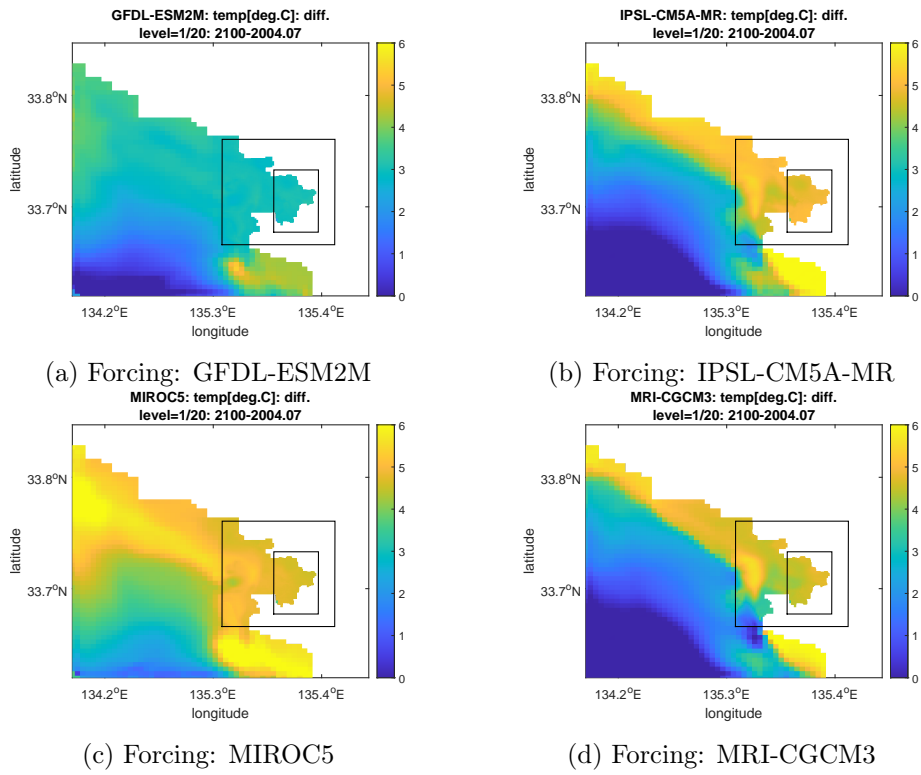 GFDL-ESM2M: temp[deg.C]: diff.
level=1/20: 2100-2004.07
6
5
4
3
2
1
0
33.8°N
33.7°N
latitude
134.2°E
135.3°E
135.4°E
longitude
(a) Forcing: GFDL-ESM2M
IPSL-CM5A-MR: temp[deg.C]: diff.
level=1/20: 2100-2004.07
6
5
4
3
2
1
0
33.8°N
33.7°N
latitude
134.2°E
135.3°E
135.4°E
longitude
(b) Forcing: IPSL-CM5A-MR
MIROC5: temp[deg.C]: diff.
level=1/20: 2100-2004.07
6
5
4
3
2
1
0
33.8°N
33.7°N
latitude
134.2°E
135.3°E
135.4°E
longitude
(c) Forcing: MIROC5
MRI-CGCM3: temp[deg.C]: diff.
level=1/20: 2100-2004.07
6
5
4
3
2
1
0
33.8°N
33.7°N
latitude
134.2°E
135.3°E
135.4°E
longitude
(d) Forcing: MRI-CGCM3